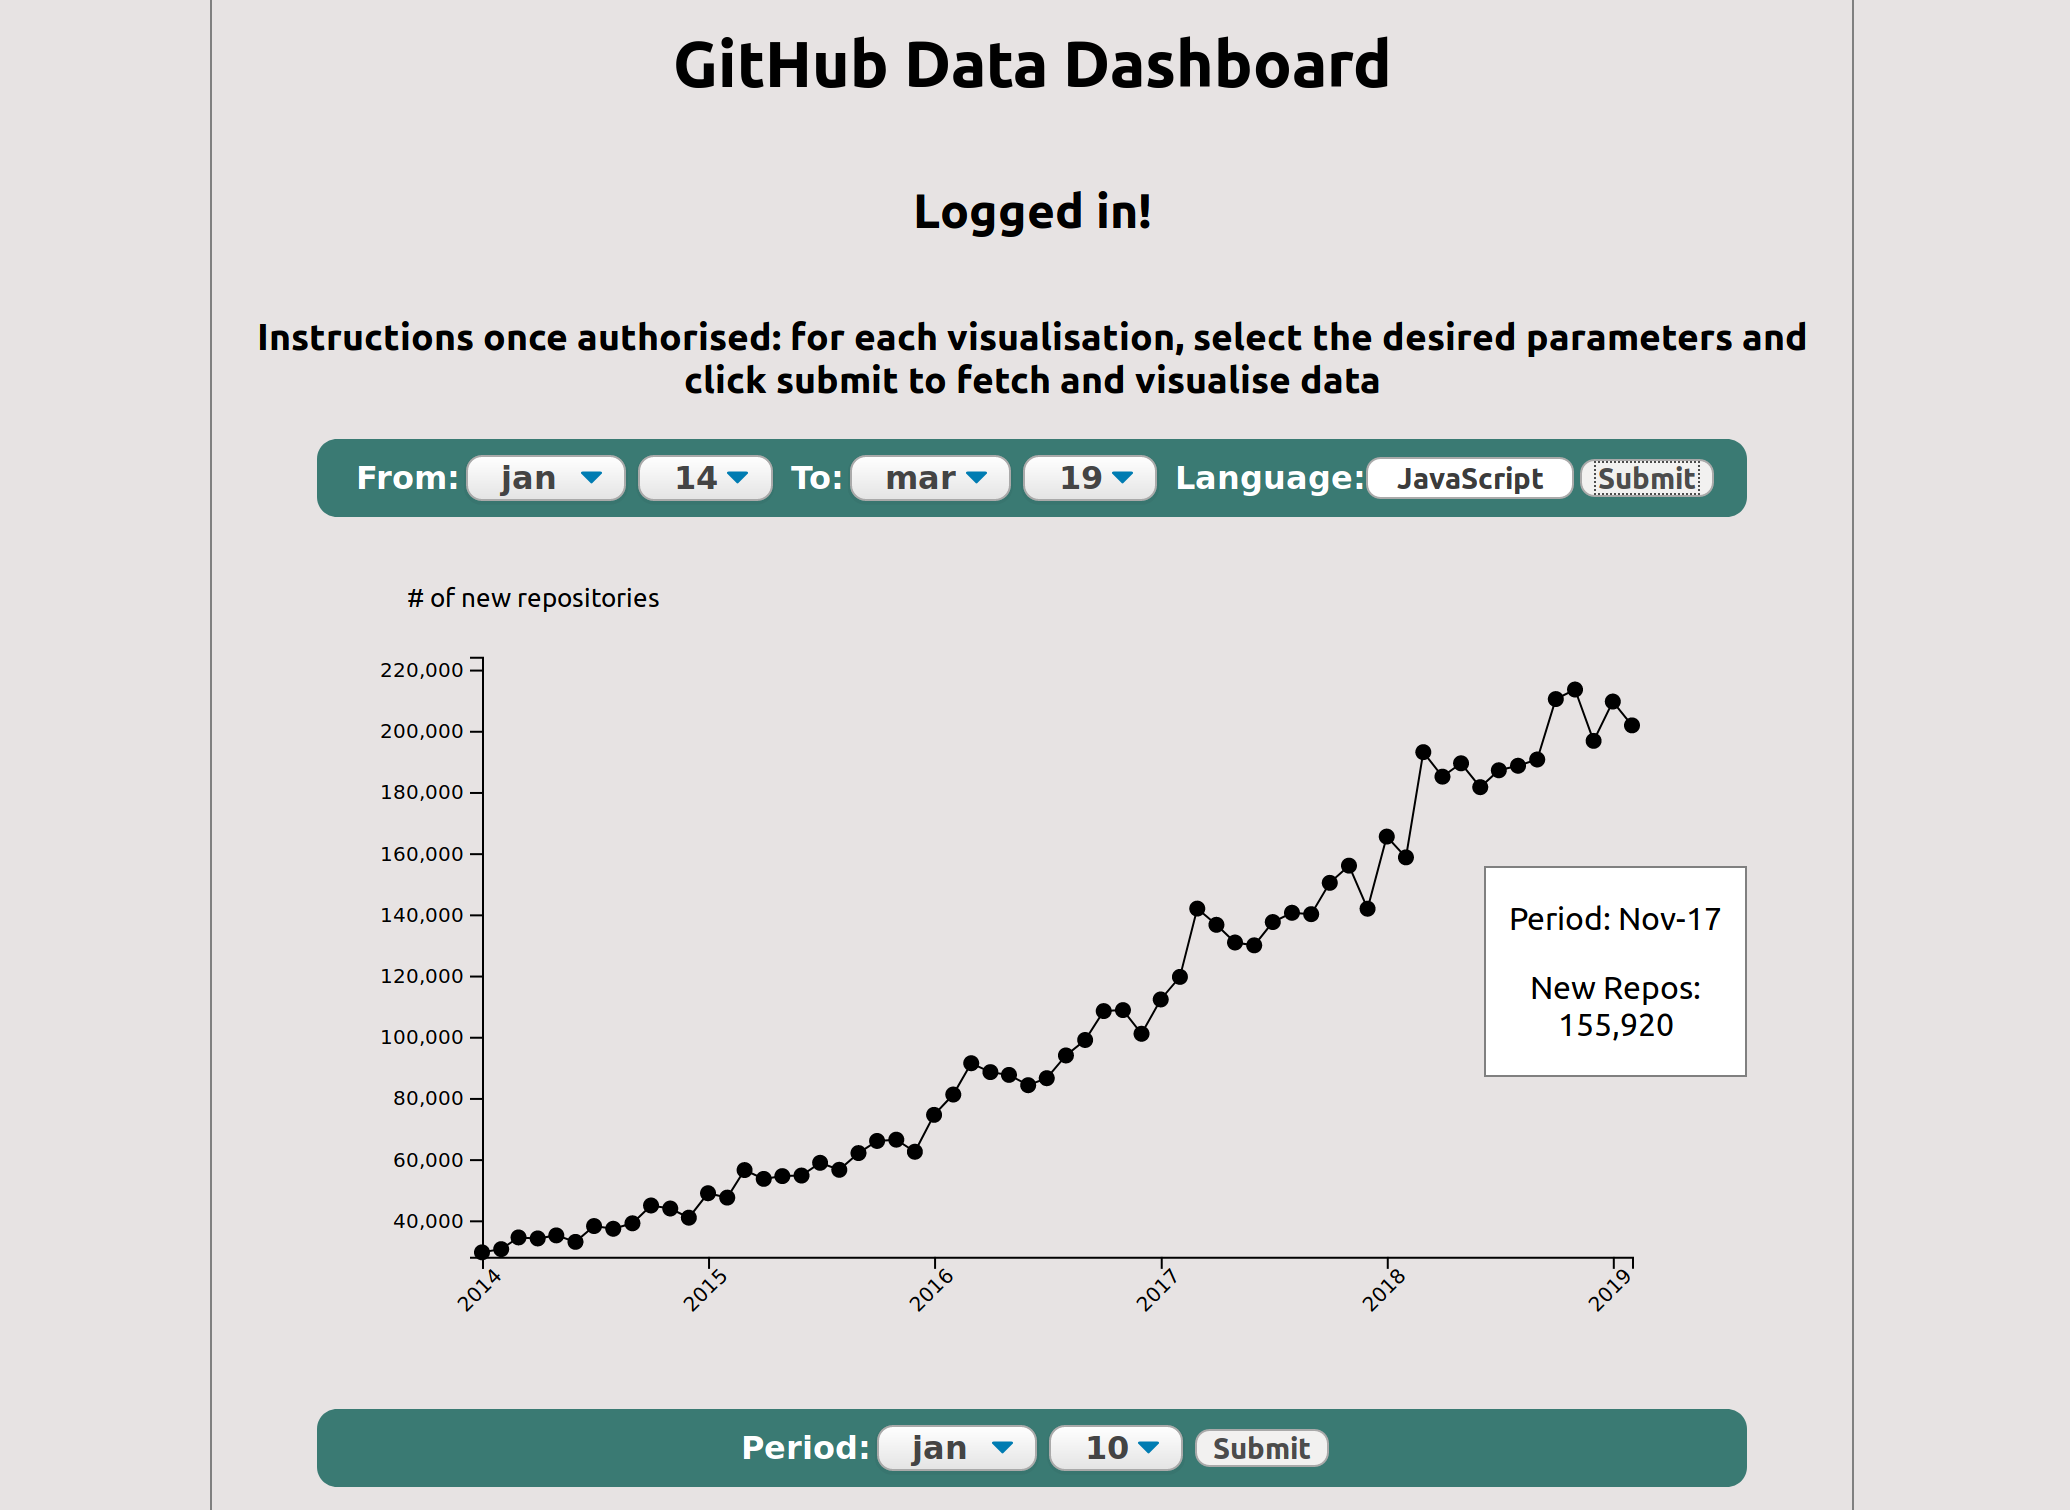 GitHub Data Dashboard
Logged in!
Instructions once authorised: for each visualisation, select the desired parameters and
click submit to fetch and visualise data
From: jan 14 To: mar 19 Language: JavaScript Submit
# of new repositories
220,000
200,000
180,000
160,000
140,000
120,000
100,000
80,000
60,000
40,000
2014 2015 2016 2017 2018 2019
Period: Nov-17
New Repos:
155,920
Period: jan 10 Submit